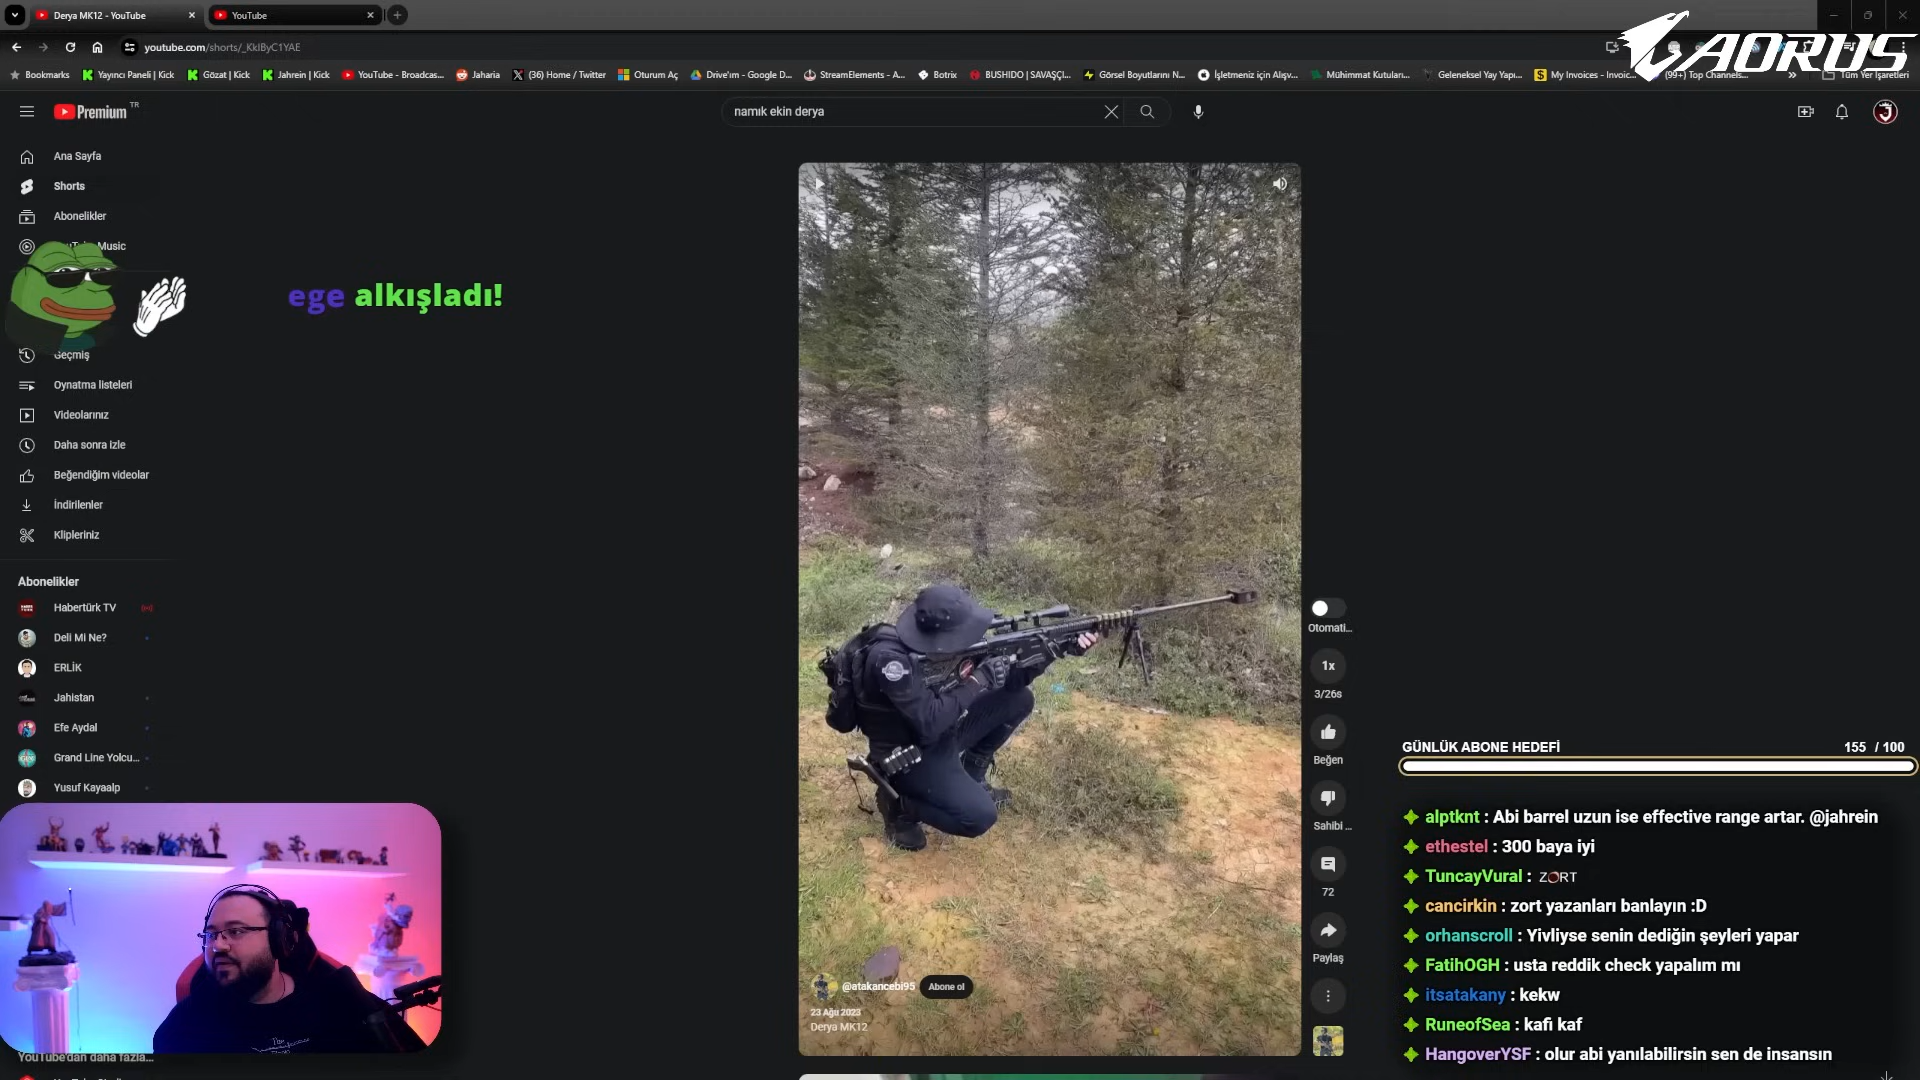 Derya MK12 - YouTube
YouTube
AORUS
youtube.com/shorts/_KklByC1YAE
Bookmarks
Yayıncı Paneli | Kick
Gözat | Kick
Jahrein | Kick
YouTube - Broadcas...
Jaharia
(36) Home / Twitter
Oturum Aç
Drive'ım - Google D...
StreamElements - A...
Botrix
BUSHIDO | SAVAŞÇI...
Görsel Boyutlarını N...
İşletmeniz için Alışv...
Mühimmat Kutuları...
Geleneksel Yay Yapı...
My Invoices - Invoic...
(99+) Top Channels...
Tüm Yer İşaretleri
Premium TR
namık ekin derya
Ana Sayfa
Shorts
Abonelikler
Music
ege alkışladı!
Geçmiş
Oynatma listeleri
Videolarınız
Daha sonra izle
Beğendiğim videolar
İndirilenler
Klipleriniz
Abonelikler
Habertürk TV
Deli Mi Ne?
ERLİK
Jahistan
Efe Aydal
Grand Line Yolcu...
Yusuf Kayaalp
YouTube'dan daha fazla...
Otomati...
1x
3/26s
Beğen
Sahibi ...
72
Paylaş
@atakancebi95
Abone ol
23 Ağu 2023
Derya MK12
GÜNLÜK ABONE HEDEFİ 155 / 100
alptknt : Abi barrel uzun ise effective range artar. @jahrein
ethestel : 300 baya iyi
TuncayVural : ZORT
cancirkin : zort yazanları banlayın :D
orhanscroll : Yivliyse senin dediğin şeyleri yapar
FatihOGH : usta reddik check yapalım mı
itsatakany : kekw
RuneofSea : kafi kaf
HangoverYSF : olur abi yanılabilirsin sen de insansın